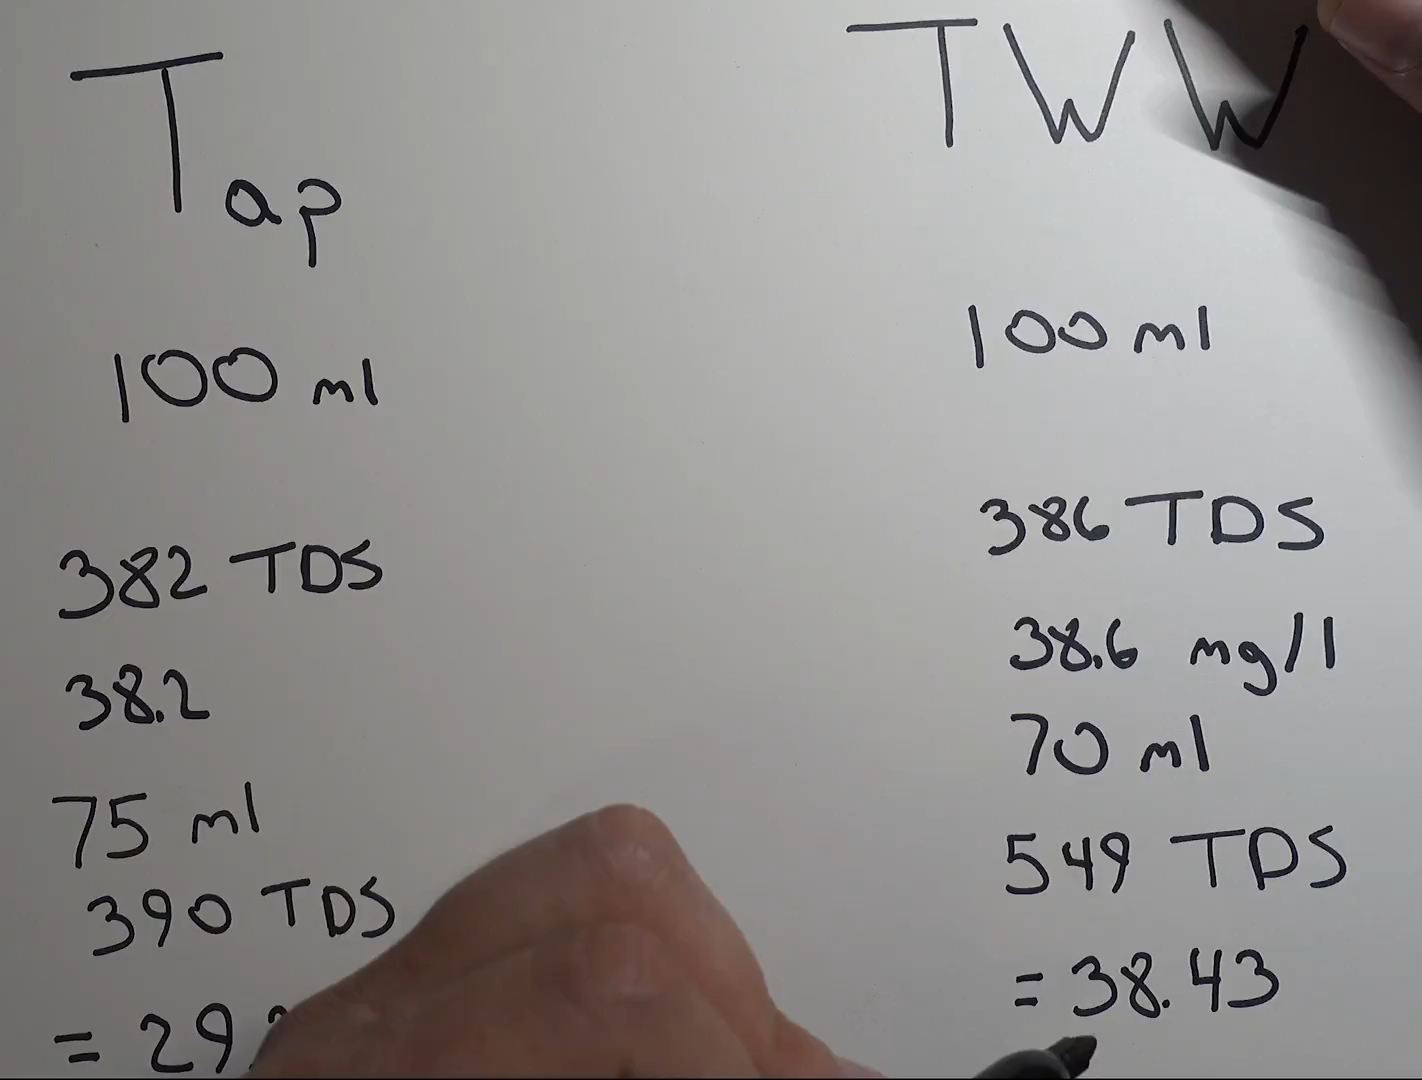 Tap
100 ml
382 TDS
38.2
75 ml
390 TDS
= 29
TWW
100 ml
386 TDS
38.6 mg/l
70 ml
549 TDS
= 38.43